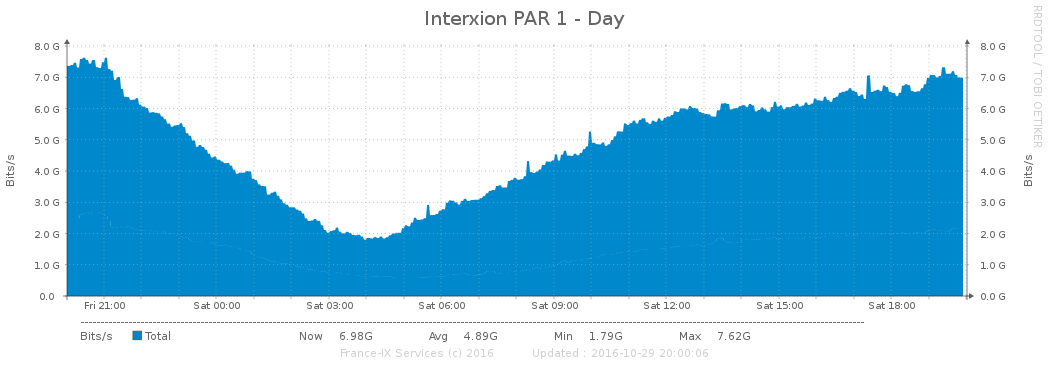 Interxion PAR 1 - Day
RRDTOOL / TOBI OETIKER
Bits/s
8.0 G 8.0 G
7.0 G 7.0 G
6.0 G 6.0 G
5.0 G 5.0 G
4.0 G 4.0 G
3.0 G 3.0 G
2.0 G 2.0 G
1.0 G 1.0 G
0.0 0.0 G
Bits/s
Fri 21:00 Sat 00:00 Sat 03:00 Sat 06:00 Sat 09:00 Sat 12:00 Sat 15:00 Sat 18:00
Bits/s Total Now 6.98G Avg 4.89G Min 1.79G Max 7.62G
France-IX Services (c) 2016 Updated : 2016-10-29 20:00:06